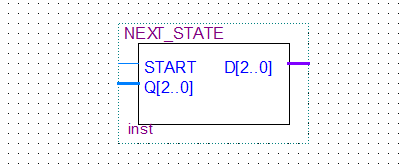 NEXT_STATE
START D[2..0]
Q[2..0]
inst